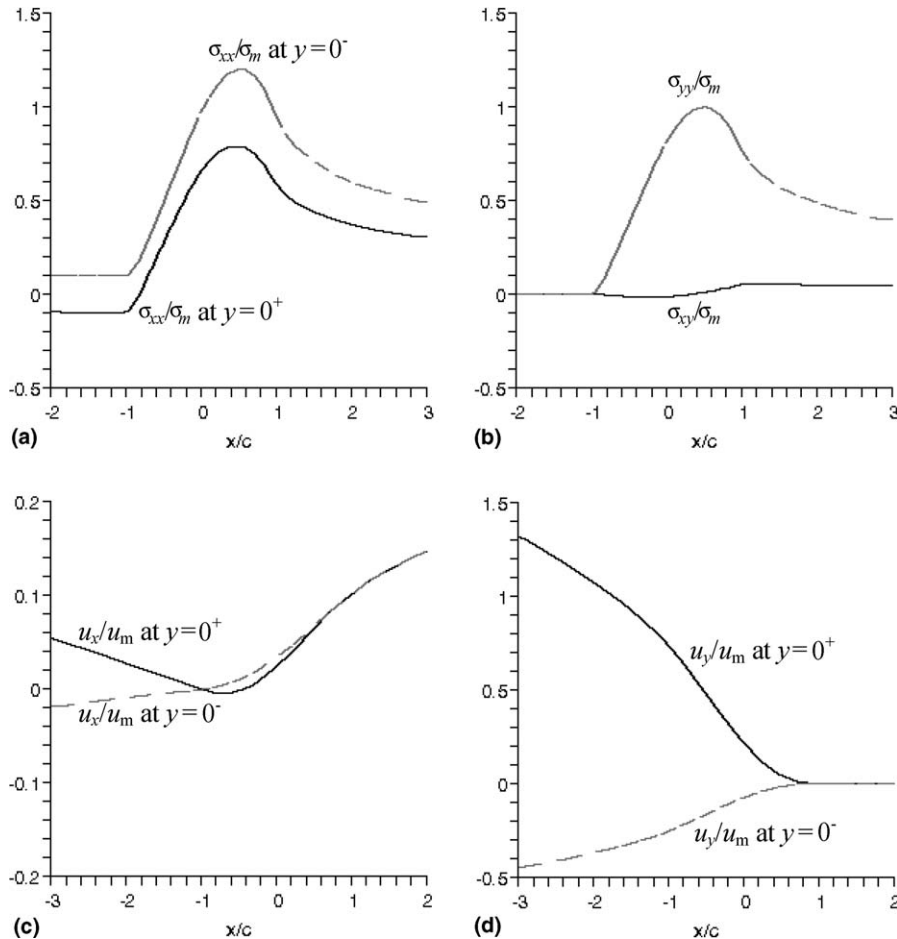 1.5
σxx/σm at y=0-
1
0.5
0
σxx/σm at y=0+
-0.5
-2 -1 0 1 2 3
(a)
x/c
1.5
σyy/σm
1
0.5
0
σxy/σm
-0.5
-2 -1 0 1 2 3
(b)
x/c
0.2
0.1
ux/um at y=0+
0
ux/um at y=0-
-0.1
-0.2
-3 -2 -1 0 1 2
(c)
x/c
1.5
1
uy/um at y=0+
0.5
0
uy/um at y=0-
-0.5
-3 -2 -1 0 1 2
(d)
x/c